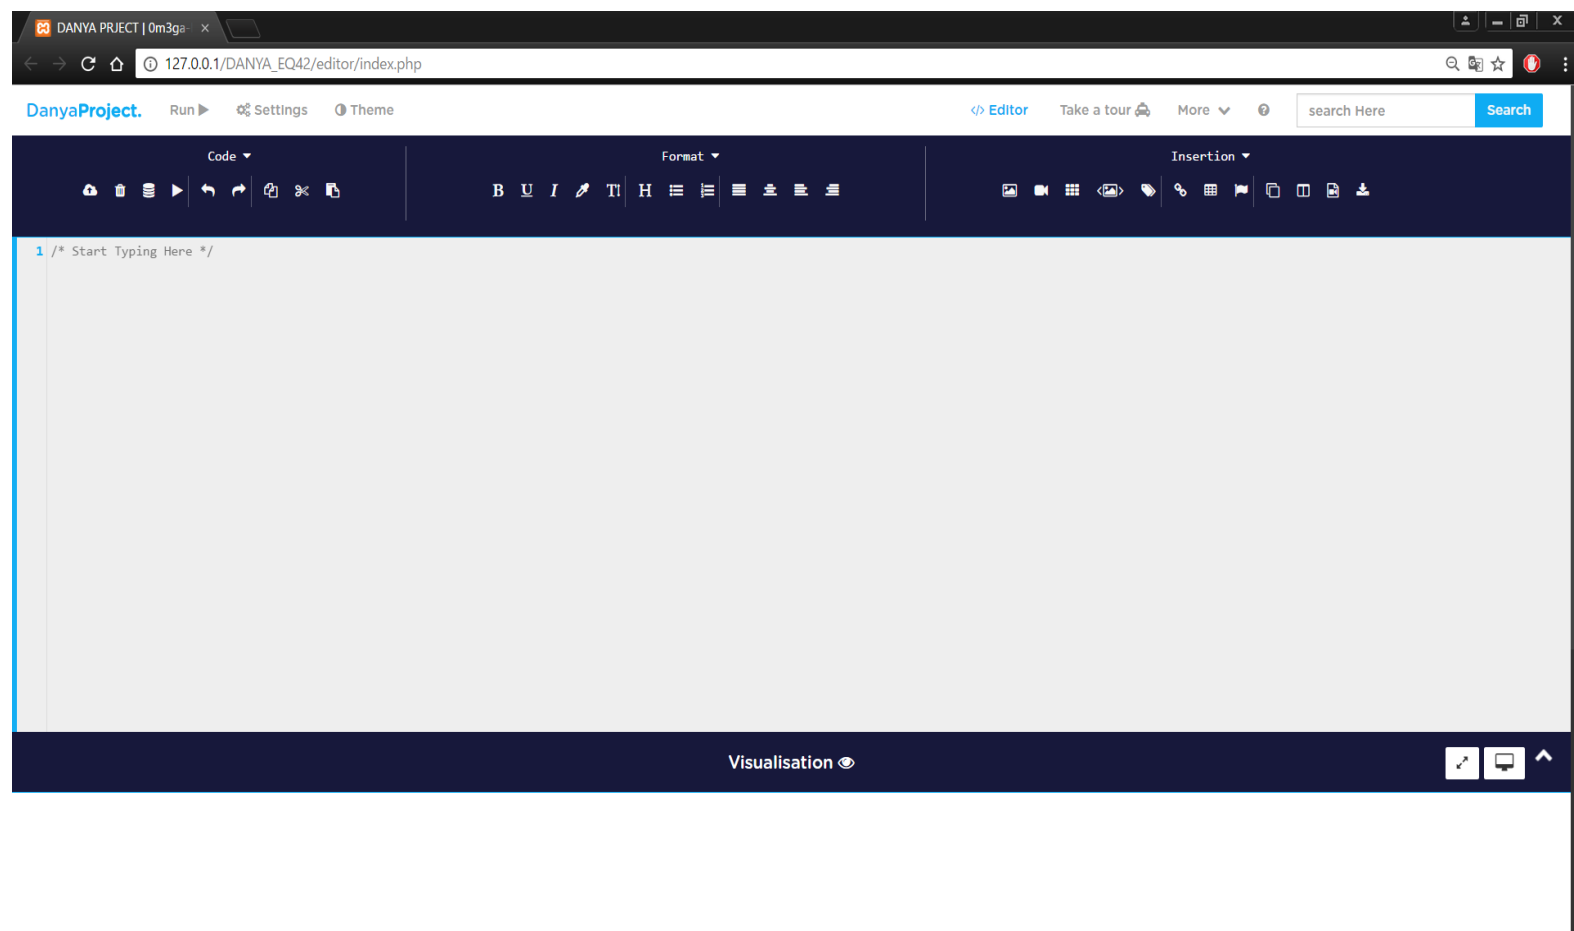 DANYA PRJECT | 0m3ga-
127.0.0.1/DANYA_EQ42/editor/index.php
DanyaProject. Run Settings Theme Editor Take a tour More search Here Search
Code Format Insertion
B U I T H
1 /* Start Typing Here */
Visualisation